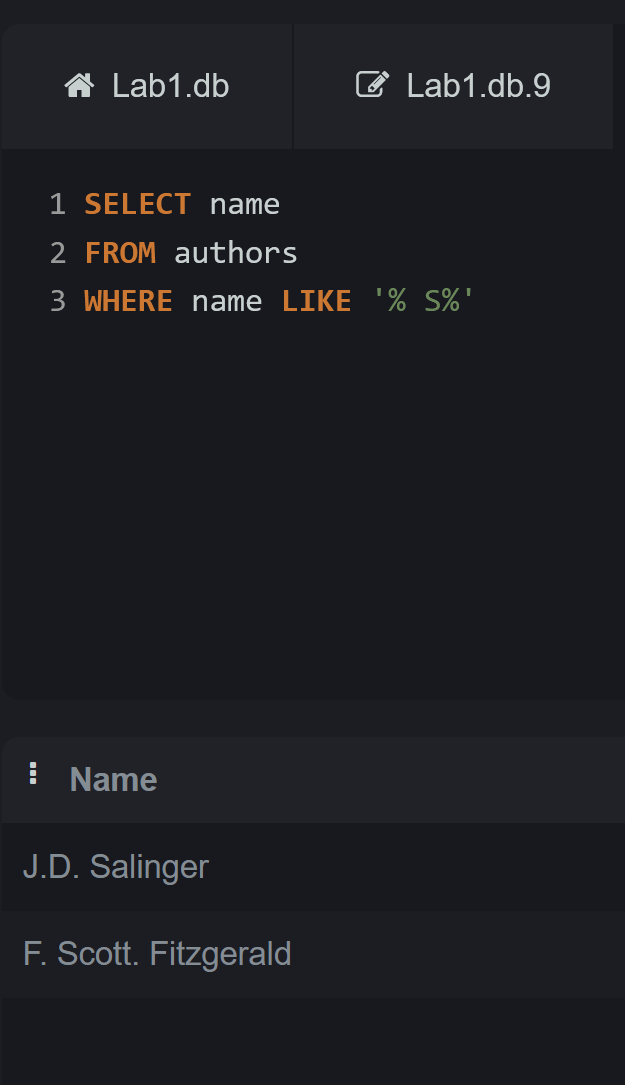 Lab1.db
Lab1.db.9
1 SELECT name
2 FROM authors
3 WHERE name LIKE '% S%'
Name
J.D. Salinger
F. Scott. Fitzgerald